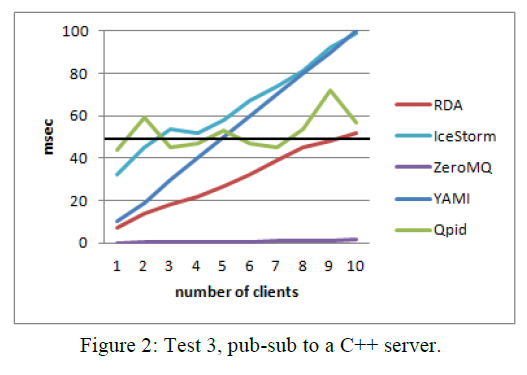 100
80
60
40
20
0
msec
1 2 3 4 5 6 7 8 9 10
number of clients
RDA
IceStorm
ZeroMQ
YAMI
Qpid
Figure 2: Test 3, pub-sub to a C++ server.